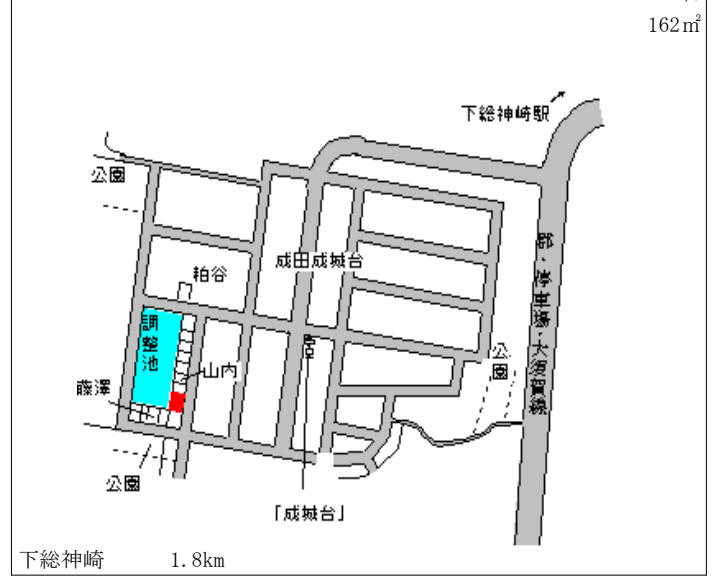 162㎡
下総神崎駅
公園
成田成城台
粕谷
郡・停車場・大須賀線
調整池
山内
公園
藤澤
公園
「成城台」
下総神崎 1.8km